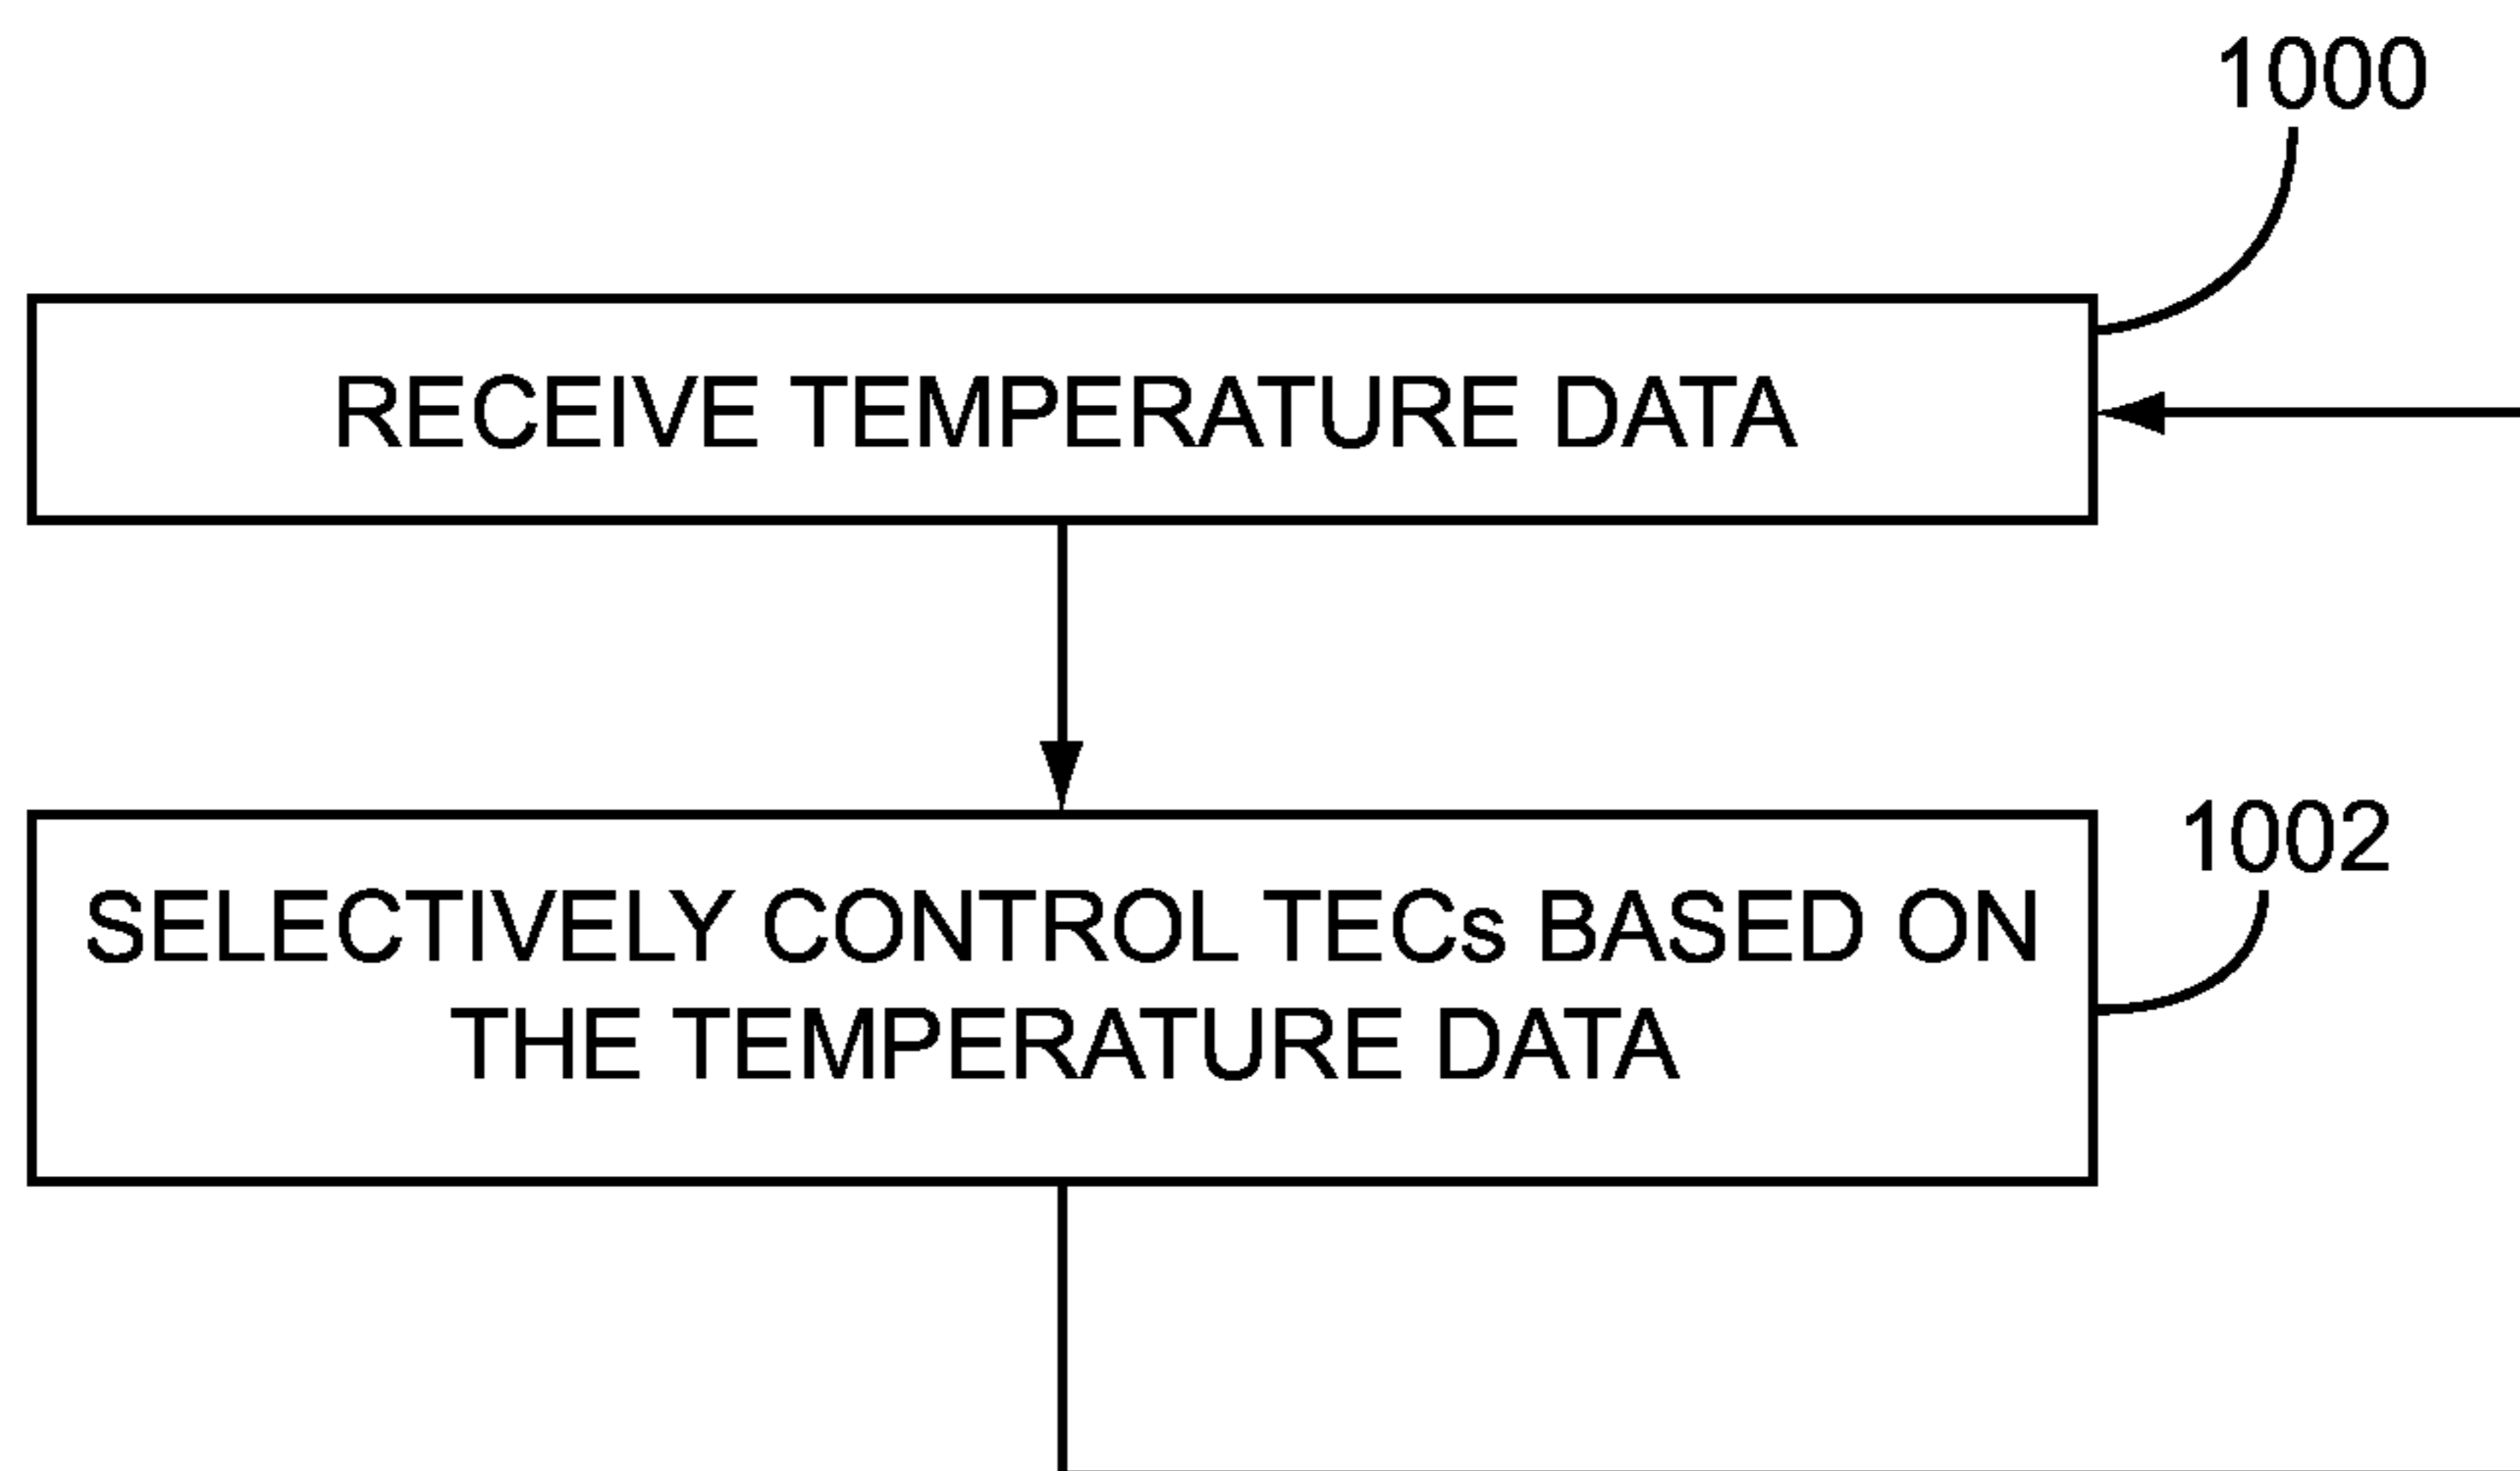 1000
RECEIVE TEMPERATURE DATA
1002
SELECTIVELY CONTROL TECs BASED ON
THE TEMPERATURE DATA